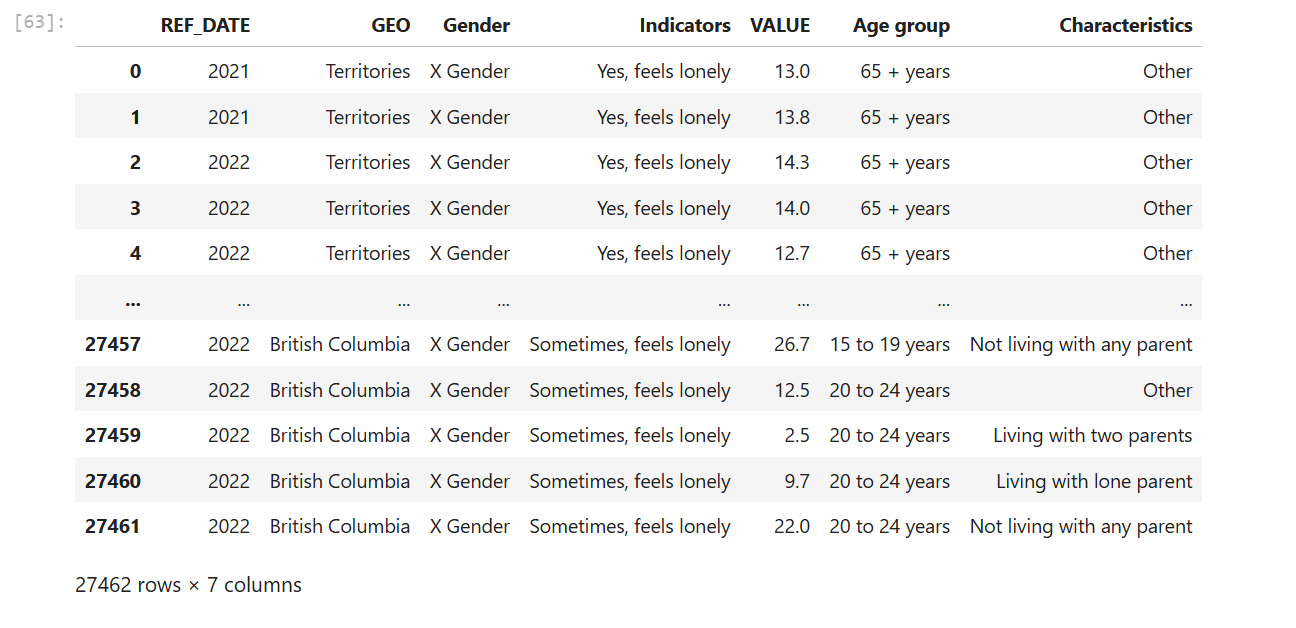 [63]:
REF_DATE GEO Gender Indicators VALUE Age group Characteristics
0 2021 Territories X Gender Yes, feels lonely 13.0 65 + years Other
1 2021 Territories X Gender Yes, feels lonely 13.8 65 + years Other
2 2022 Territories X Gender Yes, feels lonely 14.3 65 + years Other
3 2022 Territories X Gender Yes, feels lonely 14.0 65 + years Other
4 2022 Territories X Gender Yes, feels lonely 12.7 65 + years Other
... ... ... ... ... ... ... ...
27457 2022 British Columbia X Gender Sometimes, feels lonely 26.7 15 to 19 years Not living with any parent
27458 2022 British Columbia X Gender Sometimes, feels lonely 12.5 20 to 24 years Other
27459 2022 British Columbia X Gender Sometimes, feels lonely 2.5 20 to 24 years Living with two parents
27460 2022 British Columbia X Gender Sometimes, feels lonely 9.7 20 to 24 years Living with lone parent
27461 2022 British Columbia X Gender Sometimes, feels lonely 22.0 20 to 24 years Not living with any parent
27462 rows × 7 columns